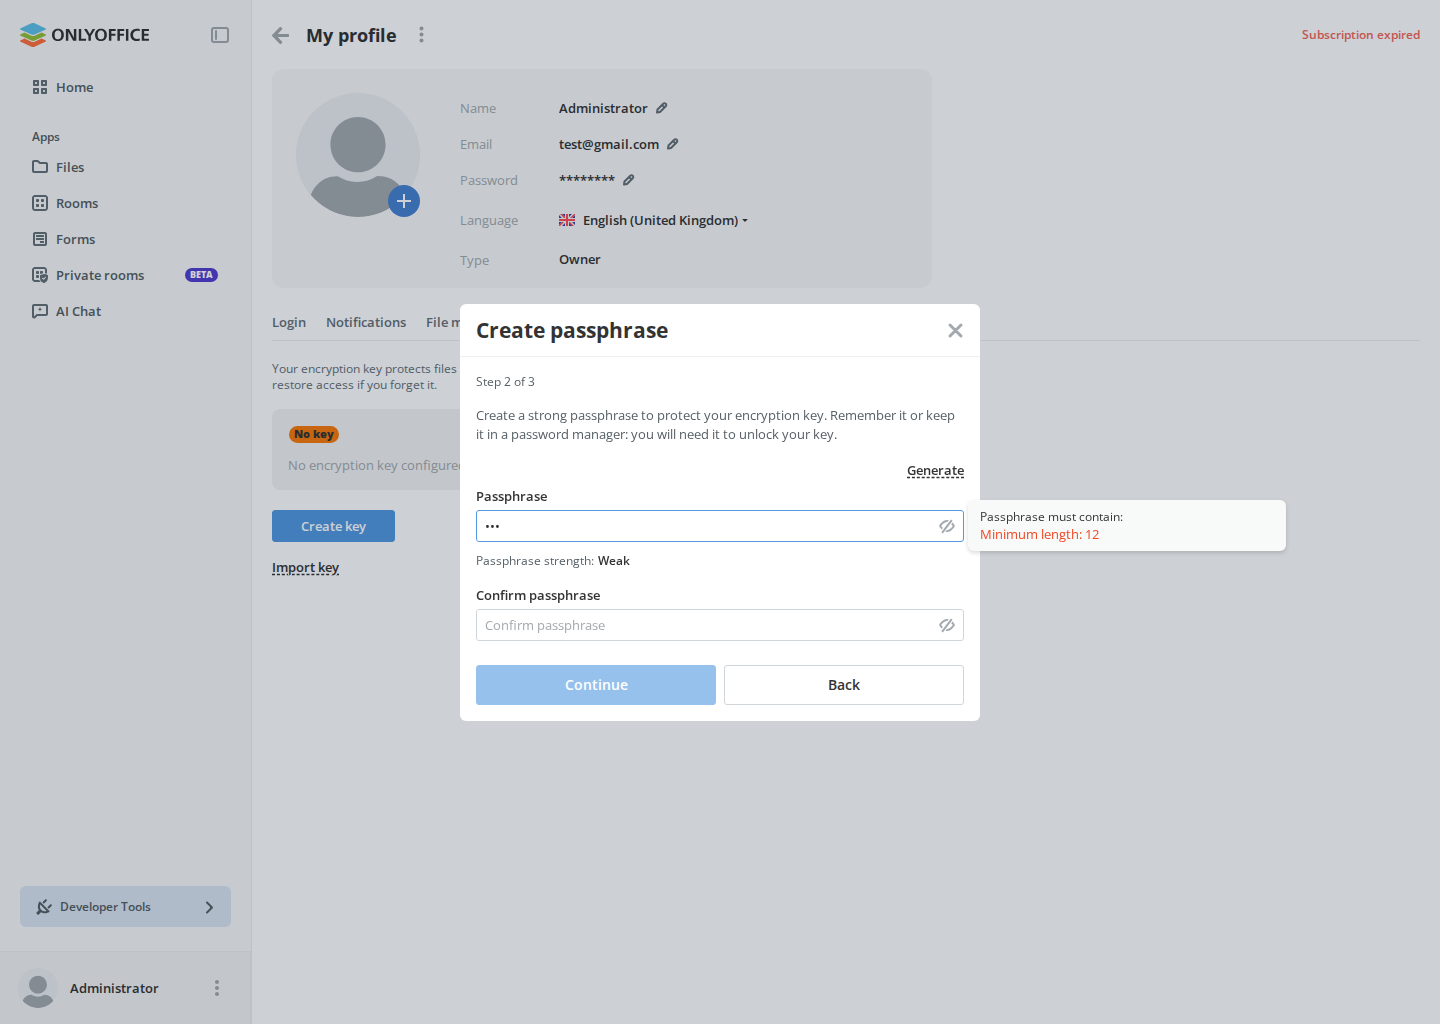 ONLYOFFICE
Home
Apps
Files
Rooms
Forms
Private rooms
BETA
AI Chat
Developer Tools
Administrator
My profile
Subscription expired
Name
Administrator
Email
test@gmail.com
Password
********
Language
English (United Kingdom)
Type
Owner
Login
Notifications
File m
Your encryption key protects files
restore access if you forget it.
No key
No encryption key configured
Create key
Import key
Create passphrase
Step 2 of 3
Create a strong passphrase to protect your encryption key. Remember it or keep
it in a password manager: you will need it to unlock your key.
Generate
Passphrase
•••
Passphrase must contain:
Minimum length: 12
Passphrase strength: Weak
Confirm passphrase
Confirm passphrase
Continue
Back